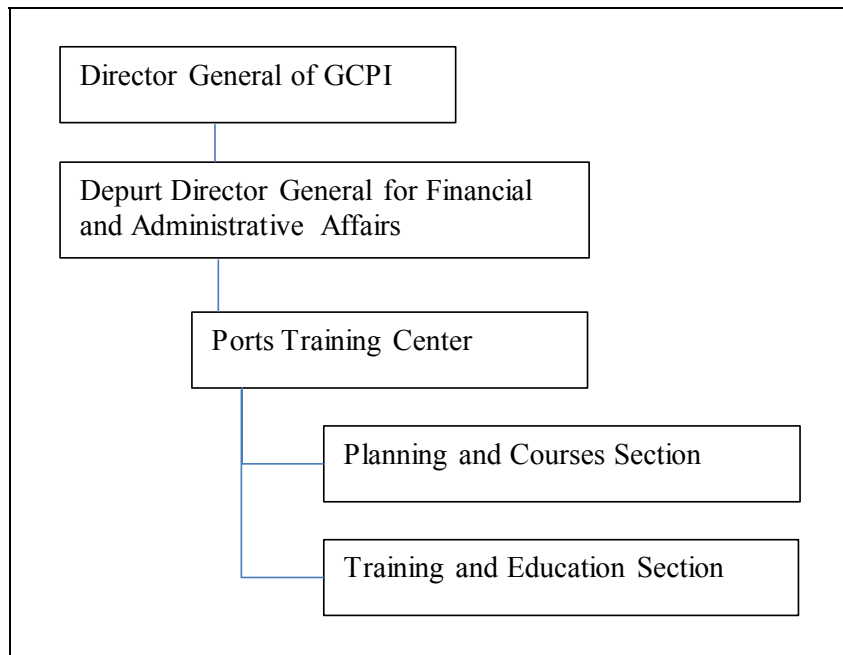 Director General of GCPI
Depurt Director General for Financial
and Administrative Affairs
Ports Training Center
Planning and Courses Section
Training and Education Section